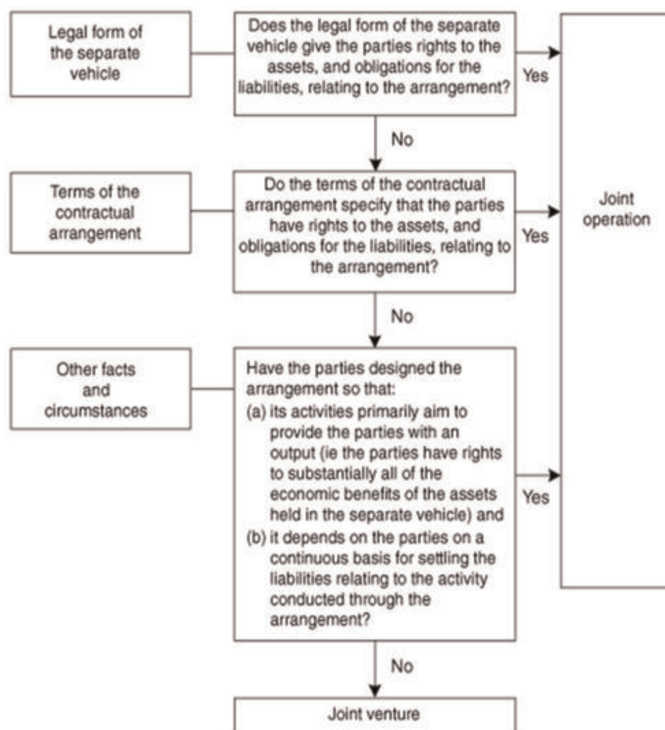 Legal form of
the separate
vehicle
Does the legal form of the separate
vehicle give the parties rights to the
assets, and obligations for the
liabilities, relating to the arrangement?
Yes
No
Terms of the
contractual
arrangement
Do the terms of the contractual
arrangement specify that the parties
have rights to the assets, and
obligations for the liabilities, relating to
the arrangement?
Yes
Joint
operation
No
Other facts
and
circumstances
Have the parties designed the
arrangement so that:
(a) its activities primarily aim to
provide the parties with an
output (ie the parties have rights
to substantially all of the
economic benefits of the assets
held in the separate vehicle) and
(b) it depends on the parties on a
continuous basis for settling the
liabilities relating to the activity
conducted through the
arrangement?
Yes
No
Joint venture